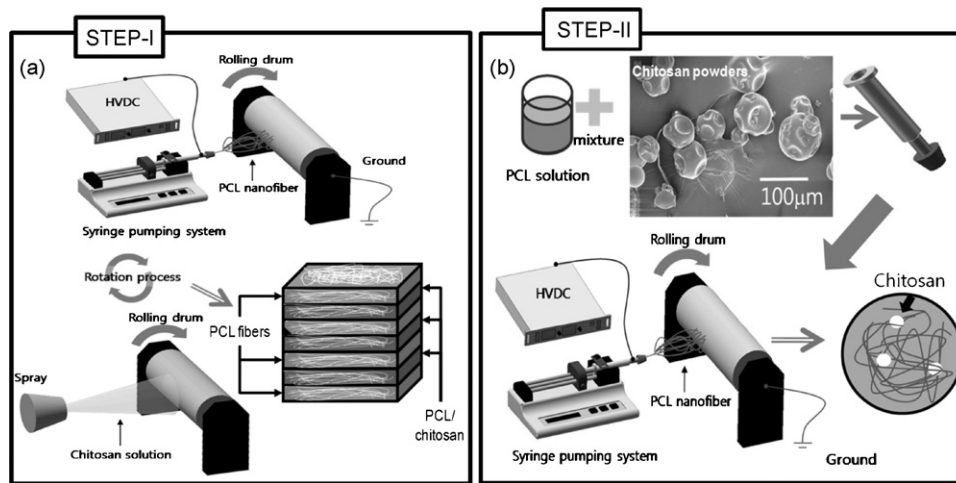 STEP-I
(a)
Rolling drum
HVDC
Ground
PCL nanofiber
Syringe pumping system
Rotation process
Rolling drum
PCL fibers
Spray
Chitosan solution
PCL/
chitosan
STEP-II
(b)
Chitosan powders
mixture
PCL solution
100μm
Rolling drum
HVDC
Chitosan
PCL nanofiber
Syringe pumping system
Ground